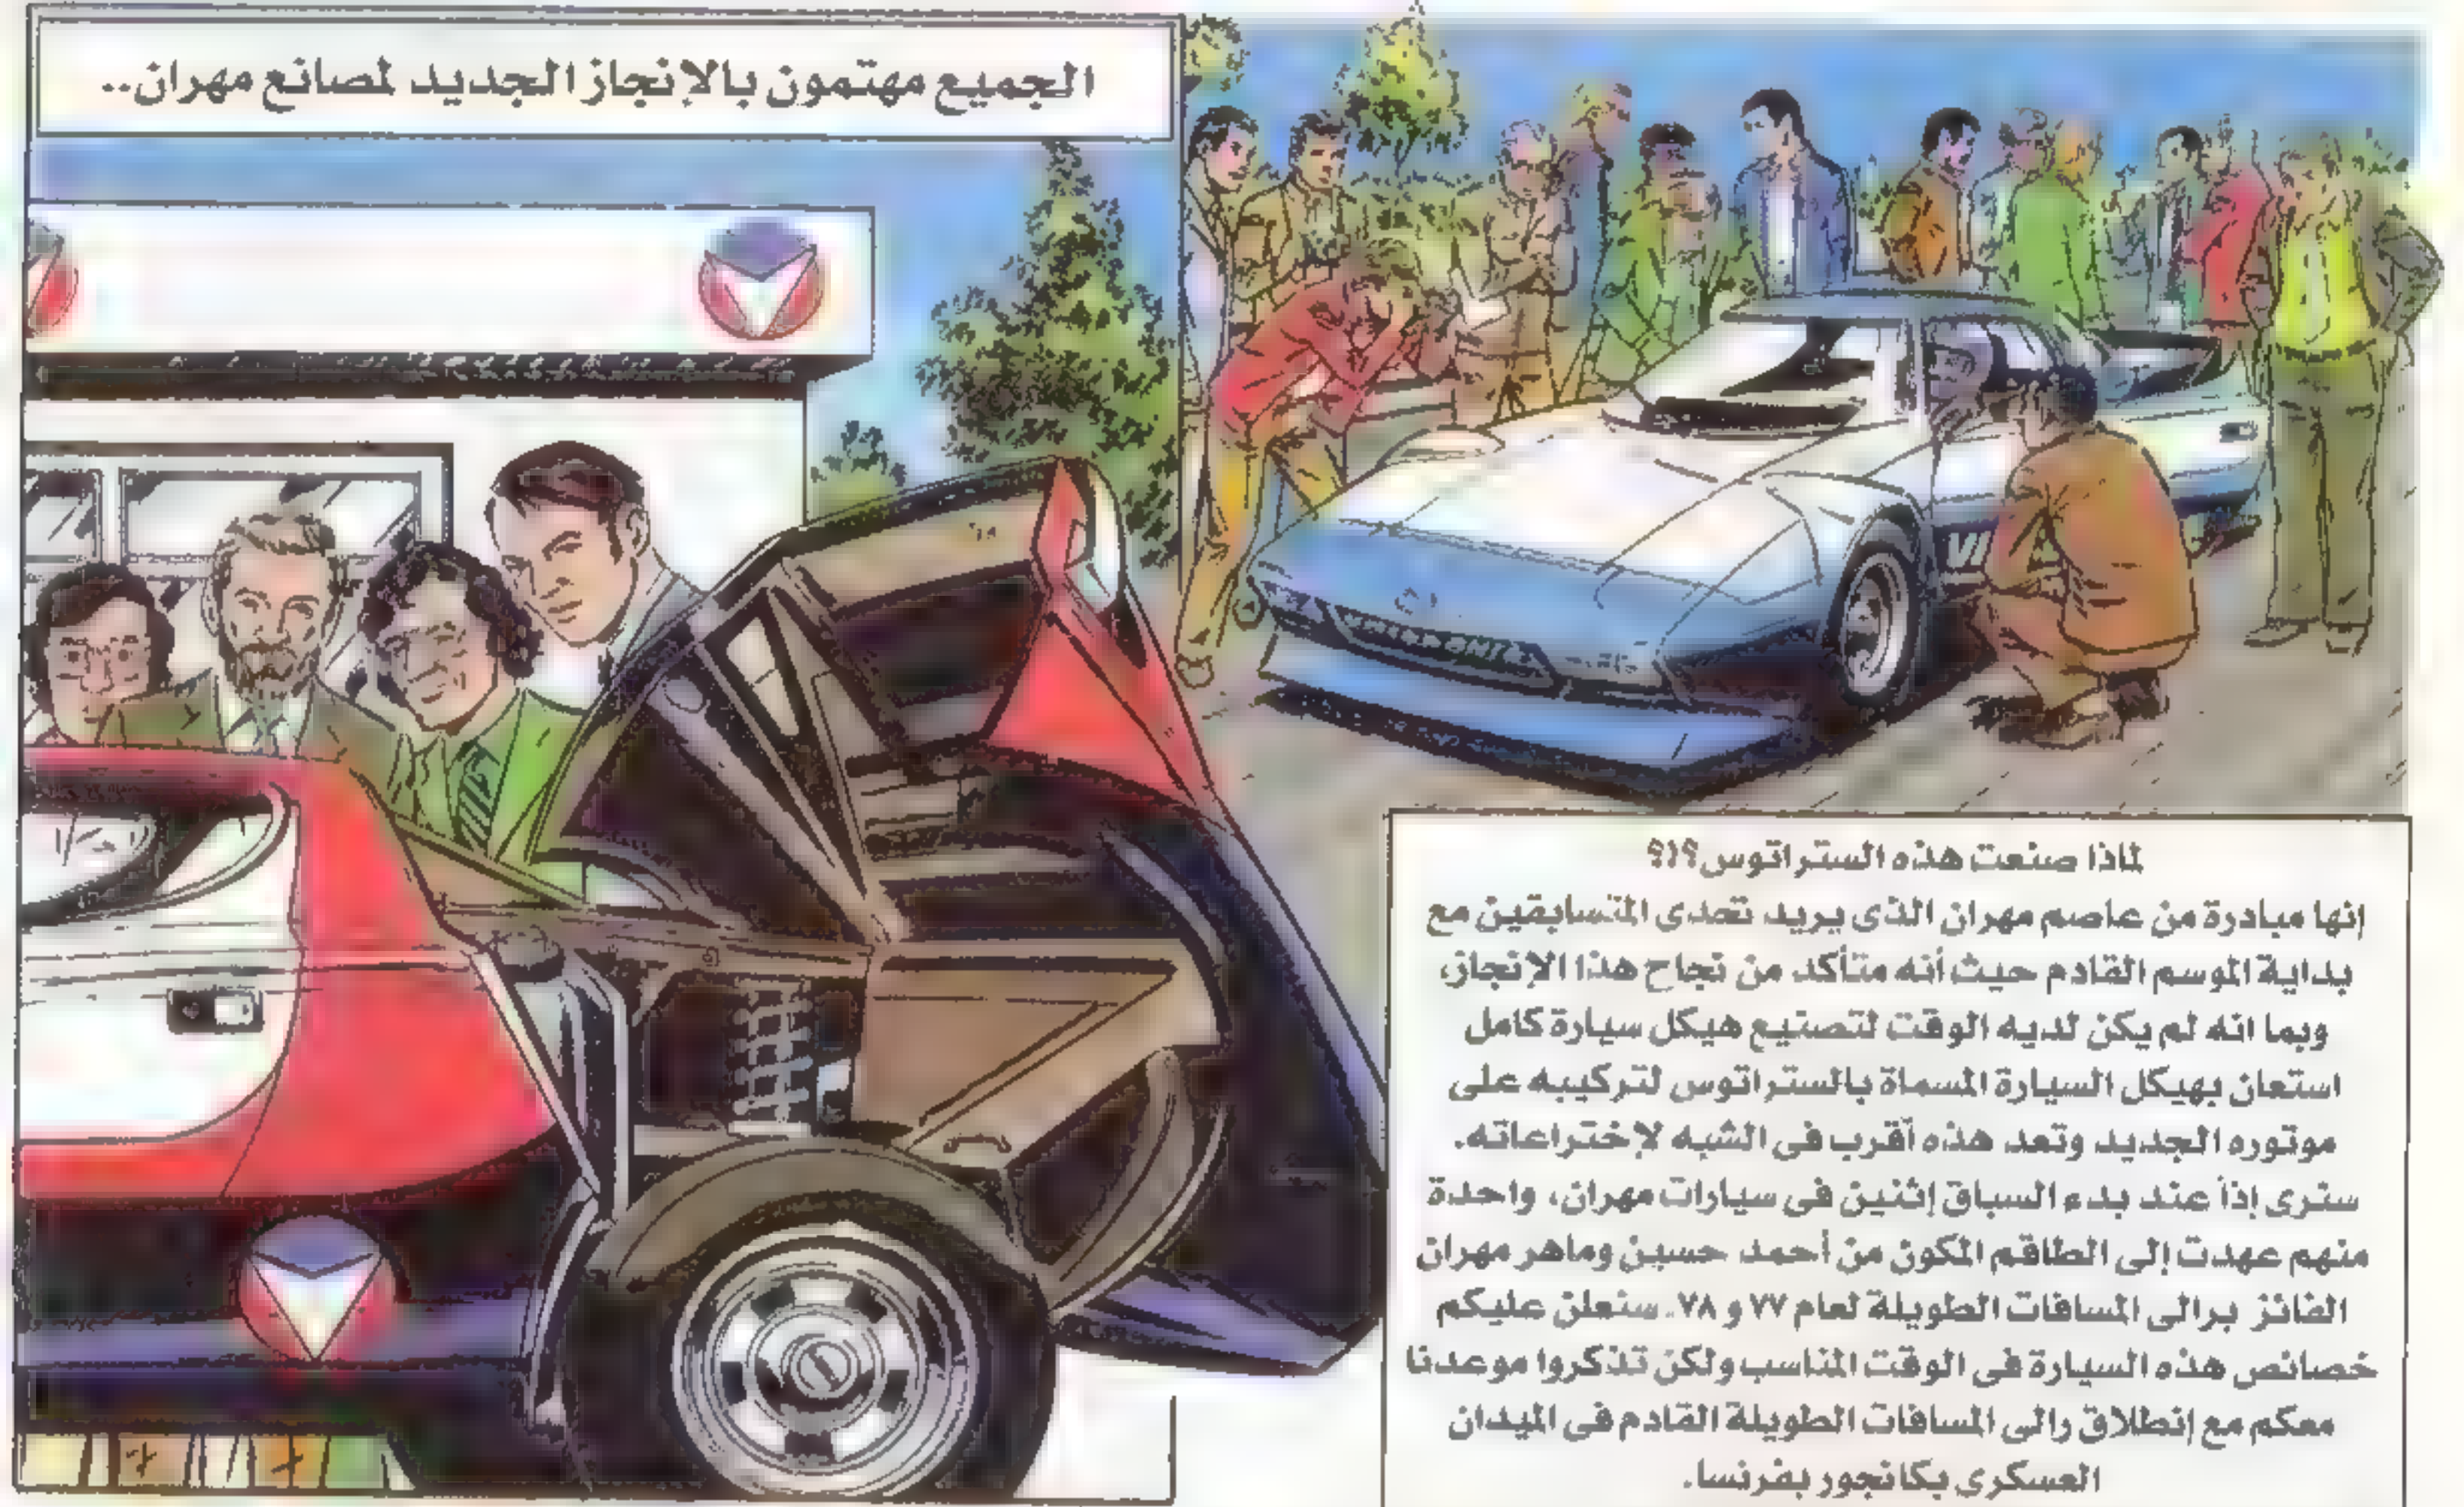 الجميع مهتمون بالإنجاز الجديد لمصانع مهران..
لماذا صنعت هذه الستراتوس؟!؟
إنها مبادرة من عاصم مهران الذى يريد تحدى المتسابقين مع
بداية الموسم القادم حيث أنه متأكد من نجاح هذا الإنجاز،
وبما انه لم يكن لديه الوقت لتصنيع هيكل سيارة كامل
استعان بهيكل السيارة المسماة بالستراتوس لتركيبه على
موتوره الجديد وتعد هذه أقرب فى الشبه لإختراعاته.
سترى إذاً عند بدء السباق إثنين فى سيارات مهران، واحدة
منهم عهدت إلى الطاقم المكون من أحمد حسين وماهر مهران
الفائز برالى المسافات الطويلة لعام ٧٧ و ٧٨. سنعلن عليكم
خصائص هذه السيارة فى الوقت المناسب ولكن تذكروا موعدنا
معكم مع إنطلاق رالى المسافات الطويلة القادم فى الميدان
العسكرى بكانجور بفرنسا.